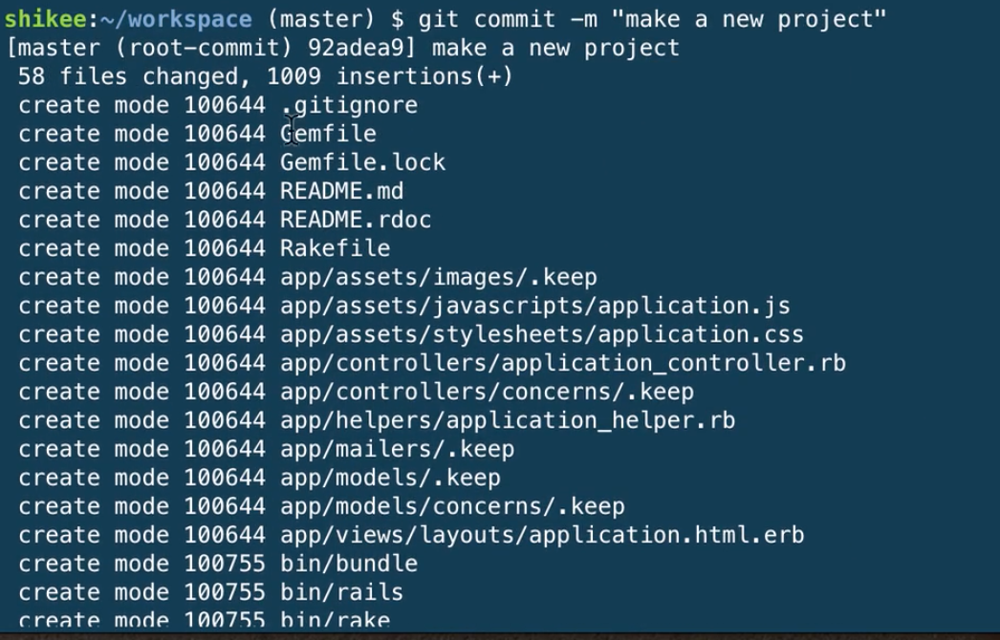 shikee:~/workspace (master) $ git commit -m "make a new project"
[master (root-commit) 92adea9] make a new project
58 files changed, 1009 insertions(+)
create mode 100644 .gitignore
create mode 100644 Gemfile
create mode 100644 Gemfile.lock
create mode 100644 README.md
create mode 100644 README.rdoc
create mode 100644 Rakefile
create mode 100644 app/assets/images/.keep
create mode 100644 app/assets/javascripts/application.js
create mode 100644 app/assets/stylesheets/application.css
create mode 100644 app/controllers/application_controller.rb
create mode 100644 app/controllers/concerns/.keep
create mode 100644 app/helpers/application_helper.rb
create mode 100644 app/mailers/.keep
create mode 100644 app/models/.keep
create mode 100644 app/models/concerns/.keep
create mode 100644 app/views/layouts/application.html.erb
create mode 100755 bin/bundle
create mode 100755 bin/rails
create mode 100755 bin/rake